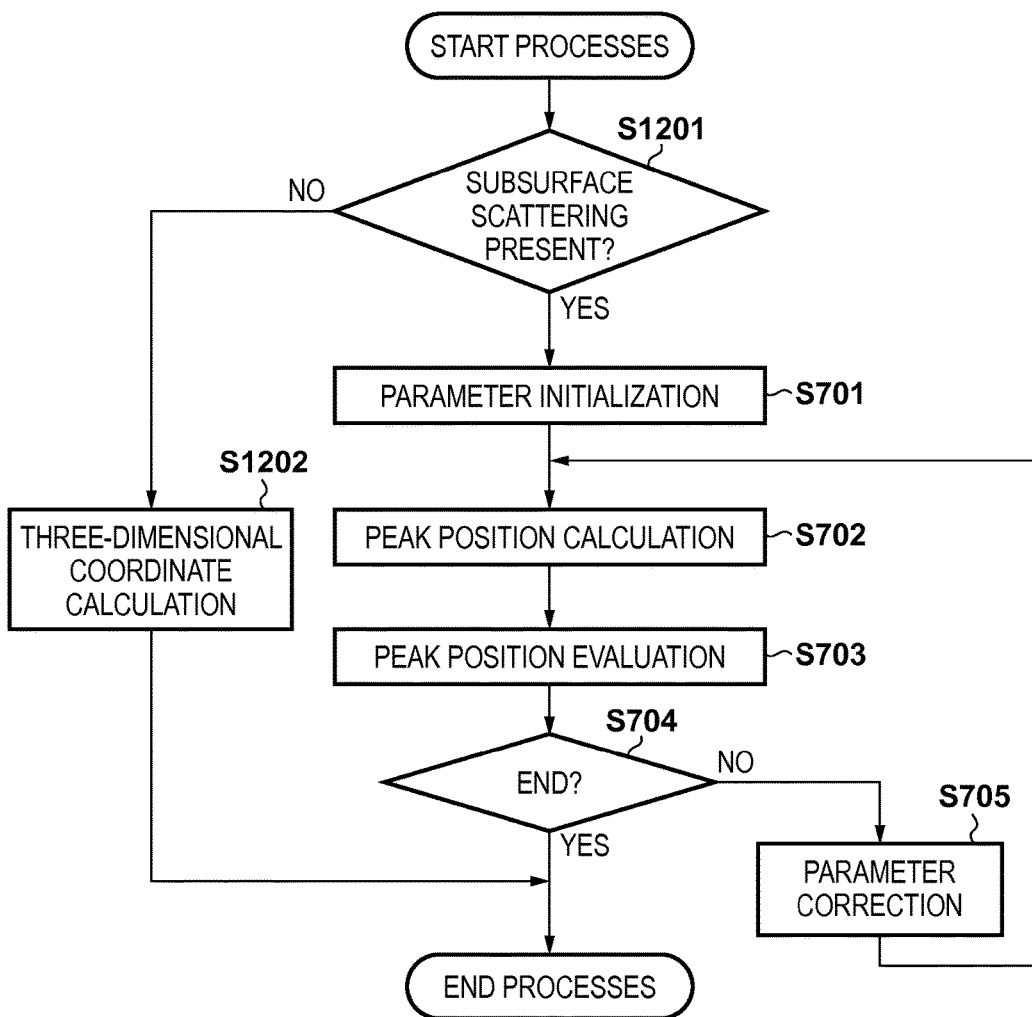 START PROCESSES
S1201
NO
SUBSURFACE
SCATTERING
PRESENT?
YES
PARAMETER INITIALIZATION
S701
S1202
THREE-DIMENSIONAL
COORDINATE
CALCULATION
PEAK POSITION CALCULATION
S702
PEAK POSITION EVALUATION
S703
S704
END?
NO
YES
S705
PARAMETER
CORRECTION
END PROCESSES